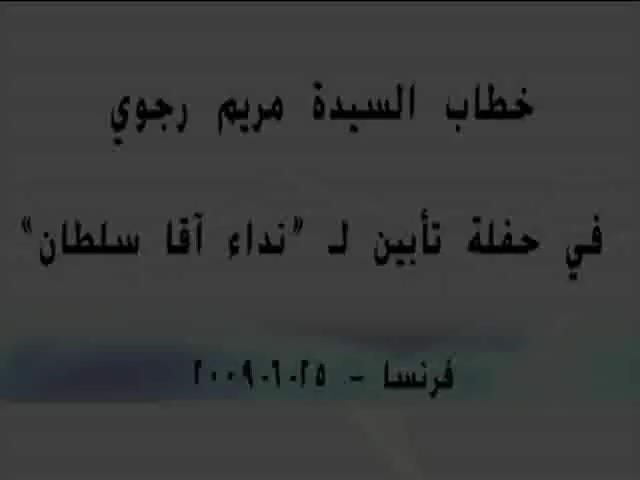 خطاب السيدة مريم رجوي
في حفلة تأبين لـ "نداء آقا سلطان"
فرنسا - ٢٥-٦-٢٠٠٩